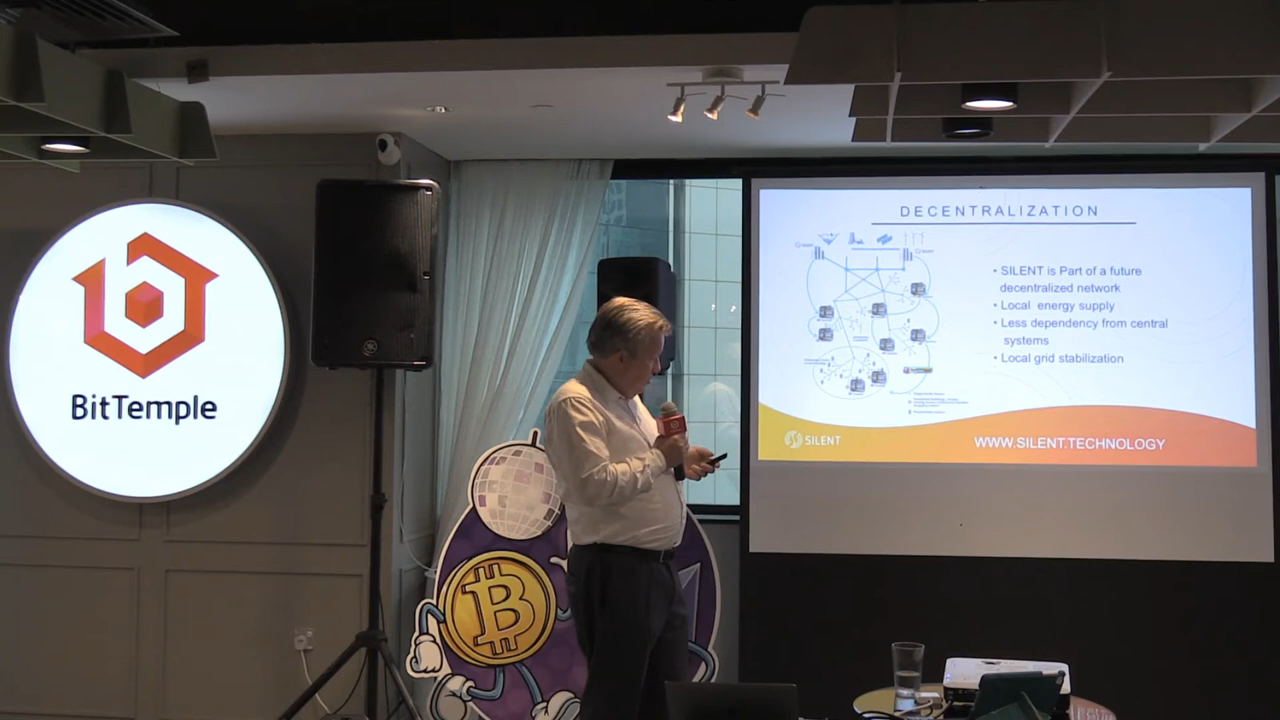 BitTemple
DECENTRALIZATION
• SILENT is Part of a future
decentralized network
• Local energy supply
• Less dependency from central
systems
• Local grid stabilization
SILENT
WWW.SILENT.TECHNOLOGY